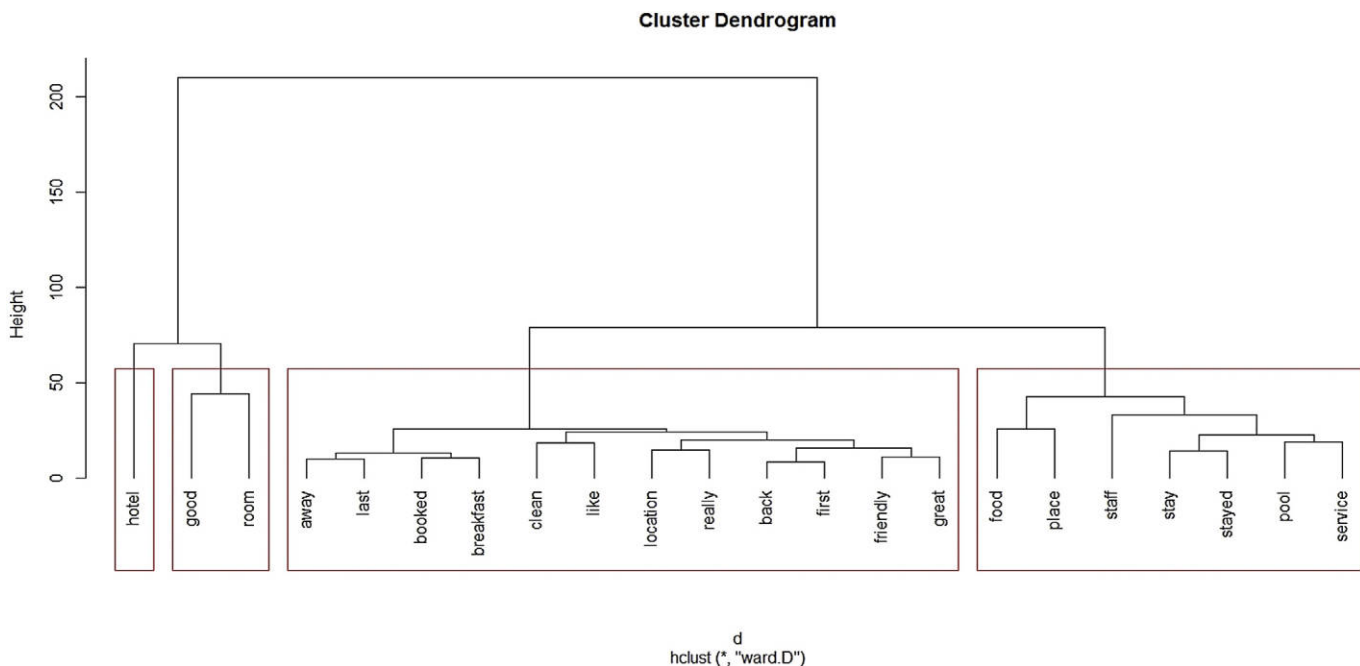 Cluster Dendrogram
Height
200
150
100
50
0
hotel
good
room
away
last
booked
breakfast
clean
like
location
really
back
first
friendly
great
food
place
staff
stay
stayed
pool
service
d
hclust (*, "ward.D")